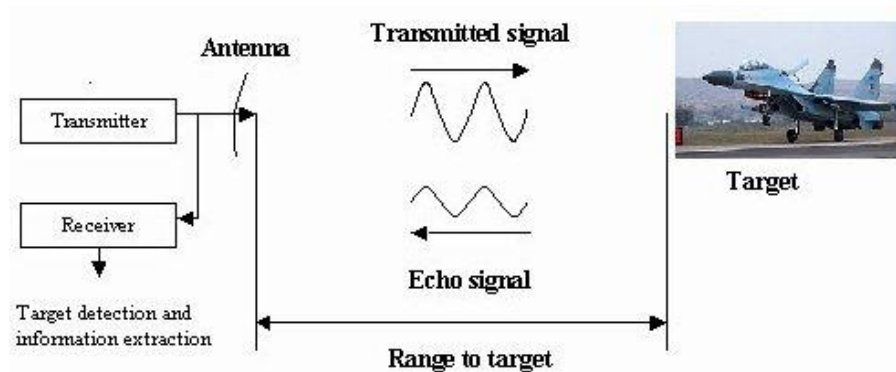 Antenna
Transmitted signal
Transmitter
Target
Receiver
Echo signal
Target detection and
information extraction
Range to target